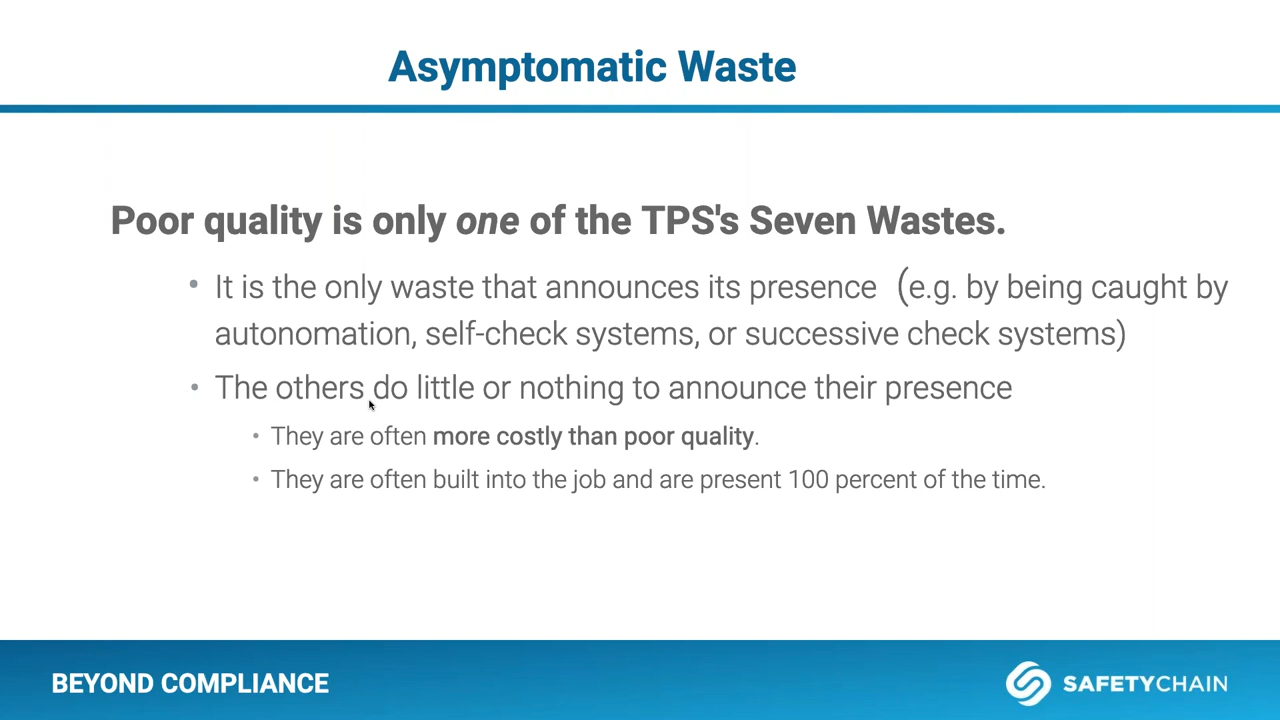 Asymptomatic Waste
Poor quality is only one of the TPS's Seven Wastes.
• It is the only waste that announces its presence (e.g. by being caught by
autonomation, self-check systems, or successive check systems)
• The others do little or nothing to announce their presence
• They are often more costly than poor quality.
• They are often built into the job and are present 100 percent of the time.
BEYOND COMPLIANCE
SAFETYCHAIN